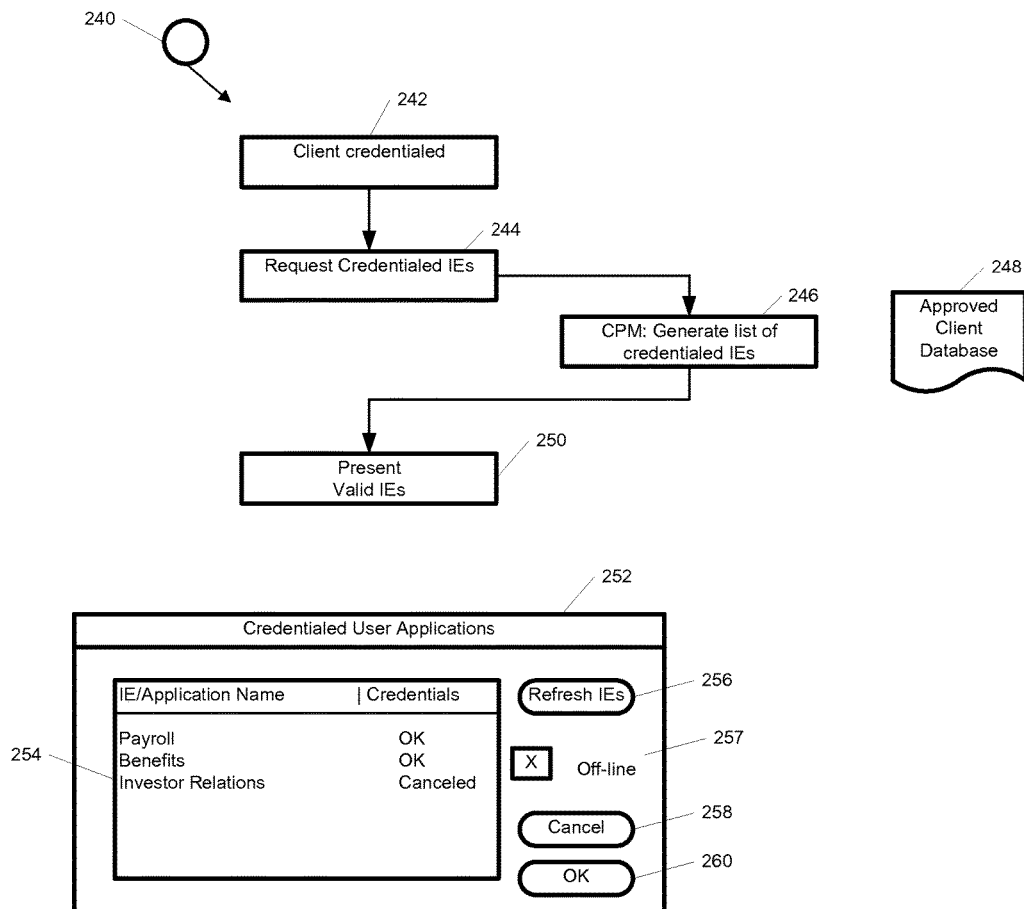 240
242
Client credentialed
244
Request Credentialed IEs
246
CPM: Generate list of
credentialed IEs
248
Approved
Client
Database
250
Present
Valid IEs
252
Credentialed User Applications
IE/Application Name | Credentials
Payroll OK
Benefits OK
Investor Relations Canceled
254
Refresh IEs
256
X Off-line
257
Cancel
258
OK
260